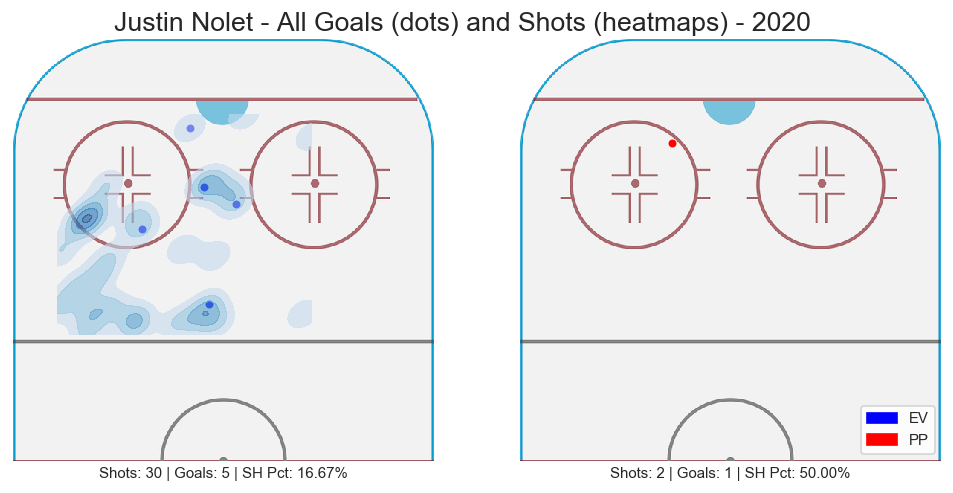 Justin Nolet - All Goals (dots) and Shots (heatmaps) - 2020
EV
PP
Shots: 30 | Goals: 5 | SH Pct: 16.67%
Shots: 2 | Goals: 1 | SH Pct: 50.00%